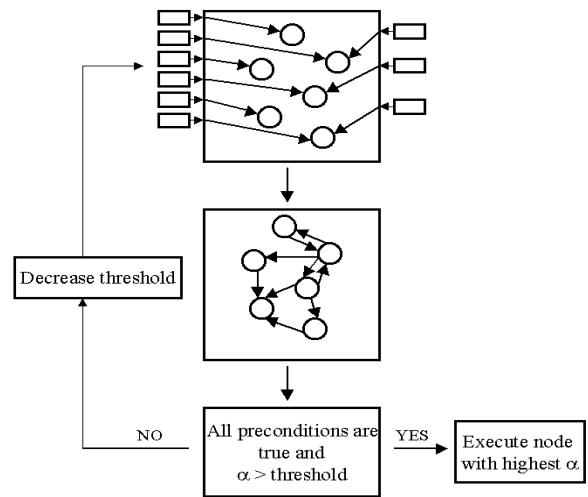 Decrease threshold
NO
All preconditions are
true and
α > threshold
YES
Execute node
with highest α